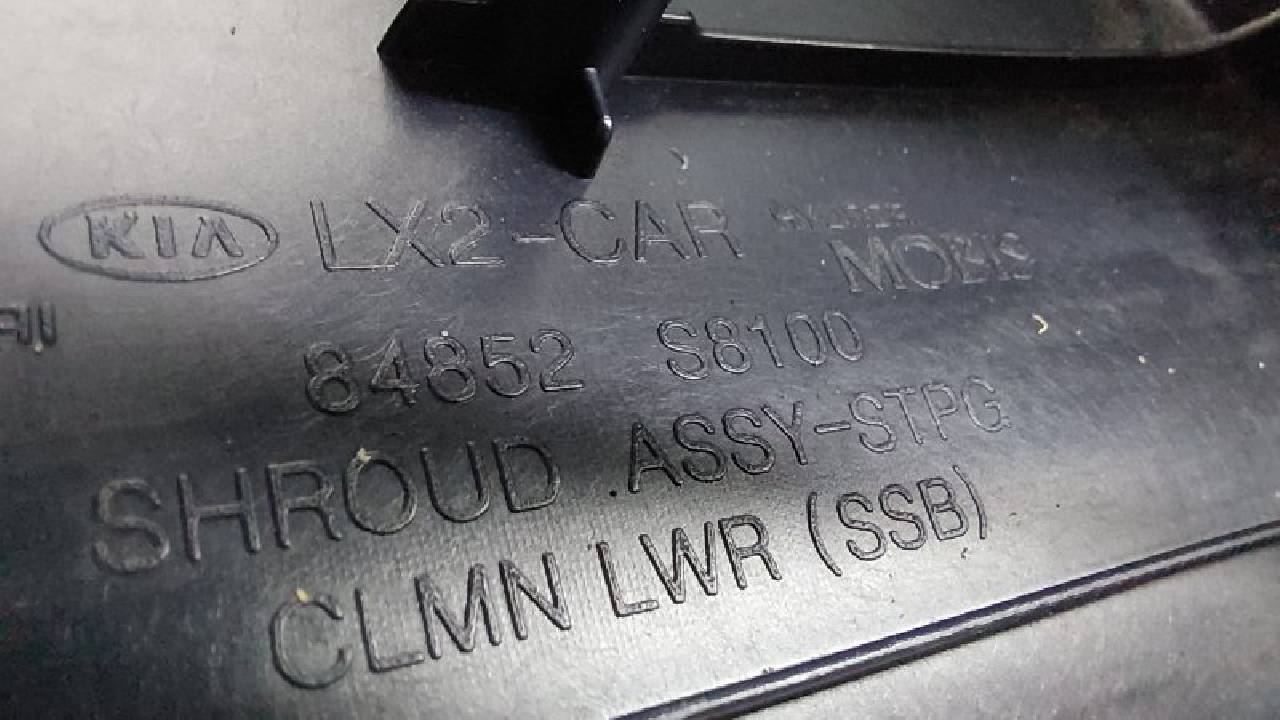 KIA LX2-CAR MOBIS
84852 S8100
SHROUD ASSY-STPG
CLMN LWR (SSB)